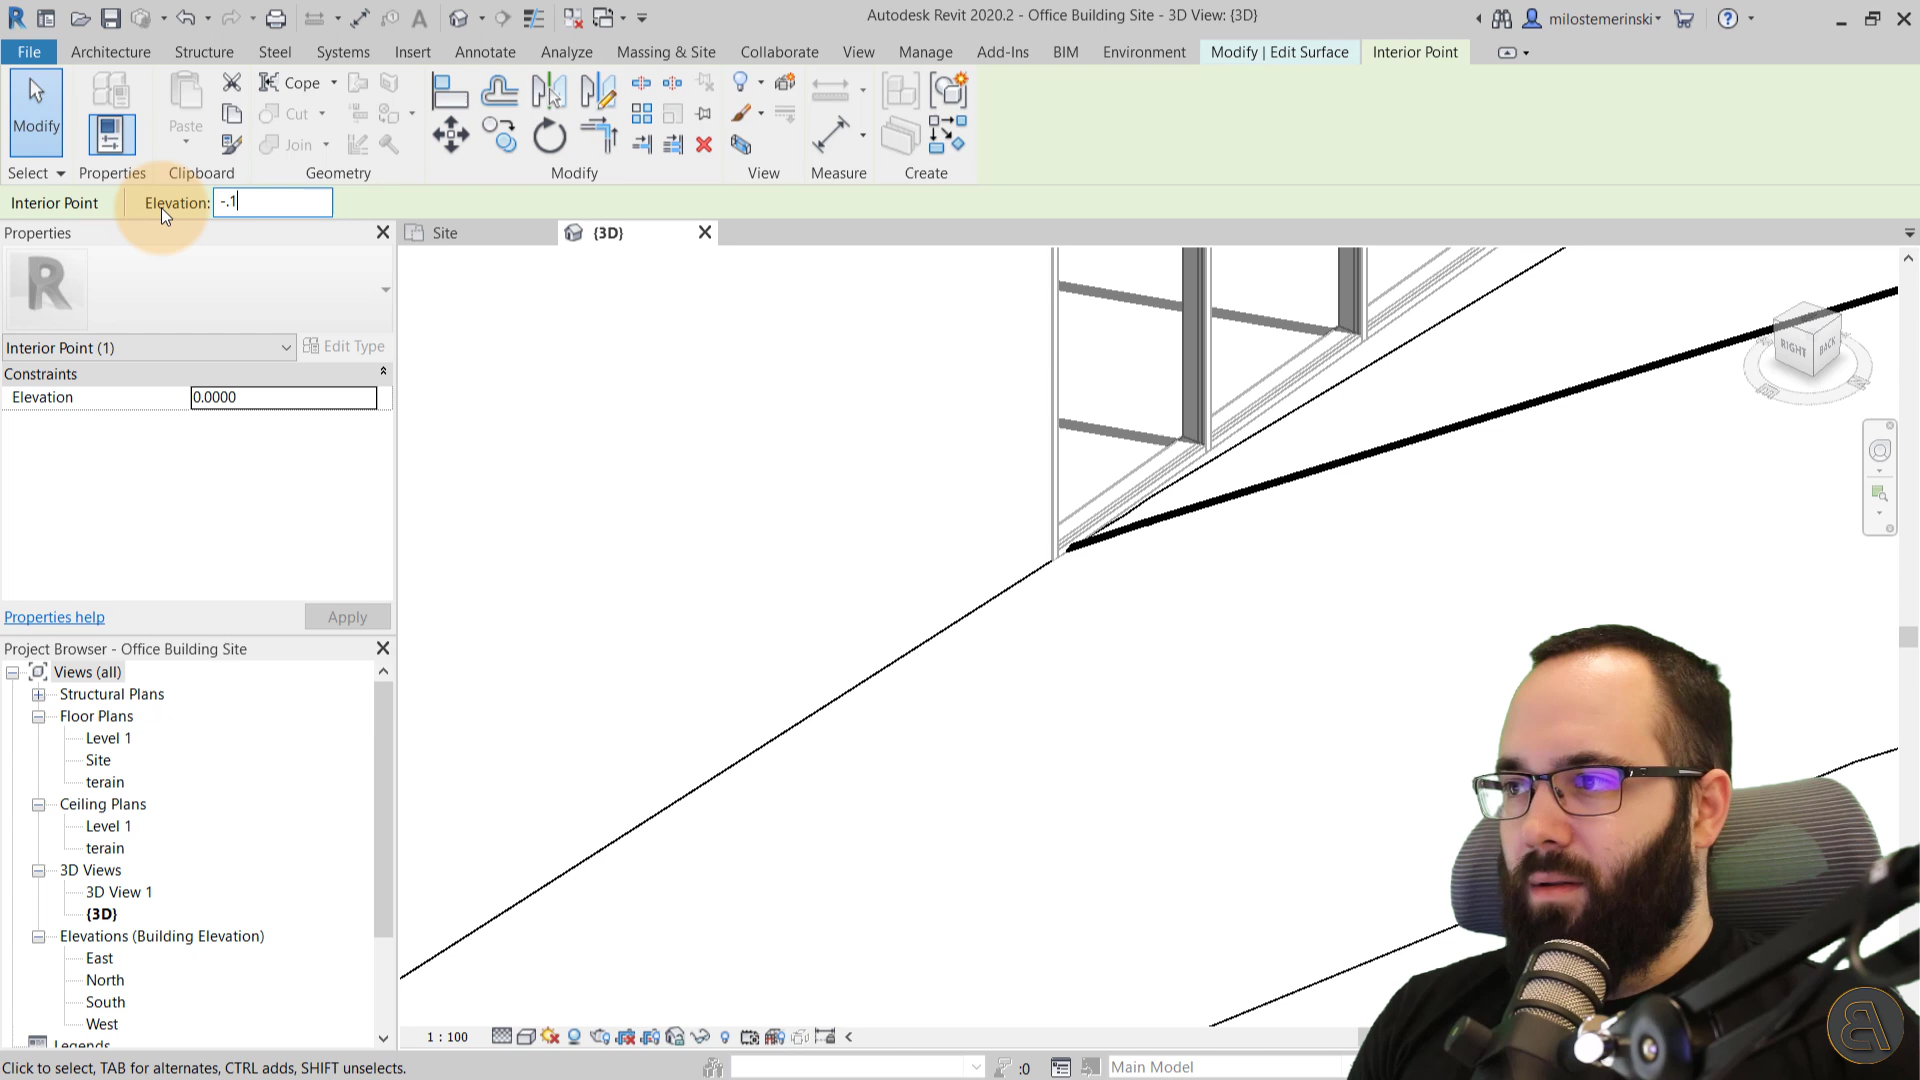 Autodesk Revit 2020.2 - Office Building Site - 3D View: {3D}
milostemerinski
File Architecture Structure Steel Systems Insert Annotate Analyze Massing & Site Collaborate View Manage Add-Ins BIM Environment Modify | Edit Surface Interior Point
Modify
Paste
Cope
Cut
Join
Select Properties Clipboard Geometry Modify View Measure Create
Interior Point Elevation: -.1
Properties
Site
{3D}
R
Interior Point (1)
Edit Type
Constraints
Elevation 0.0000
Properties help
Apply
Project Browser - Office Building Site
Views (all)
Structural Plans
Floor Plans
Level 1
Site
terain
Ceiling Plans
Level 1
terain
3D Views
3D View 1
{3D}
Elevations (Building Elevation)
East
North
South
West
Legends
RIGHT
BACK
1 : 100
Click to select, TAB for alternates, CTRL adds, SHIFT unselects.
:0
Main Model